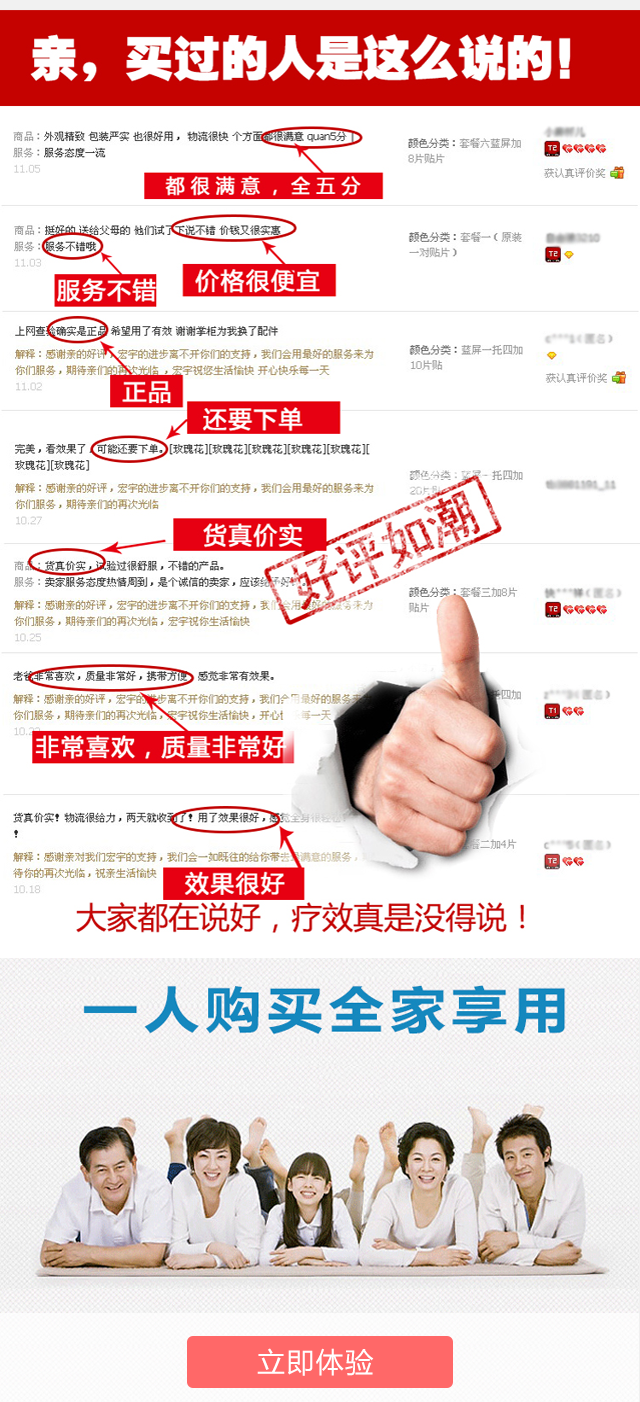 亲，买过的人是这么说的！
商品：外观精致 包装严实 也很好用， 物流很快 个方面都很满意 quan5分
服务：服务态度一流
11.05
颜色分类：套餐六蓝屏加
8片贴片
T2
获认真评价奖
都很满意，全五分
商品：挺好的 送给父母的 他们试了下说不错 价钱又很实惠
服务：服务不错哦
11.03
颜色分类：套餐一（原装
一对贴片）
T2
服务不错
价格很便宜
上网查验确实是正品 希望用了有效 谢谢掌柜为我换了配件
解释：感谢亲的好评，宏宇的进步离不开你们的支持，我们会用最好的服务来为
你们服务，期待亲们的再次光临 ，宏宇祝您生活愉快 开心快乐每一天
11.02
颜色分类：蓝屏一托四加
10片贴
获认真评价奖
正品
还要下单
完美，看效果了，可能还要下单。[玫瑰花][玫瑰花][玫瑰花][玫瑰花][玫瑰花][
玫瑰花][玫瑰花]
解释：感谢亲的好评，宏宇的进步离不开你们的支持，我们会用最好的服务来为
你们服务，期待亲们的再次光临
10.27
颜色分类：蓝屏一托四加
货真价实
好评如潮
商品：货真价实，试验过很舒服，不错的产品。
服务：卖家服务态度热情周到，是个诚信的卖家，应该给
解释：感谢亲的好评，宏宇的进步离不开你们的支持，我们会用最好的服务来为
你们服务，期待亲们的再次光临，宏宇祝你生活愉快
10.25
颜色分类：套餐三加8片
贴片
T2
老爸非常喜欢，质量非常好，携带方便，感觉非常有效果。
解释：感谢亲的好评，宏宇的进步离不开你们的支持，我们会用最好的服务来为
你们服务，期待亲们的再次光临，宏宇祝你生活愉快，开心快乐每一天
托四加
T1
非常喜欢，质量非常好
货真价实！物流很给力，两天就收到了！用了效果很好，感觉全身很轻松
！
解释：感谢亲对我们宏宇的支持，我们会一如既往的给你带去最满意的服务，
待你的再次光临，祝亲生活愉快
10.18
套餐二加4片
T2
效果很好
大家都在说好，疗效真是没得说！
一人购买全家享用
立即体验